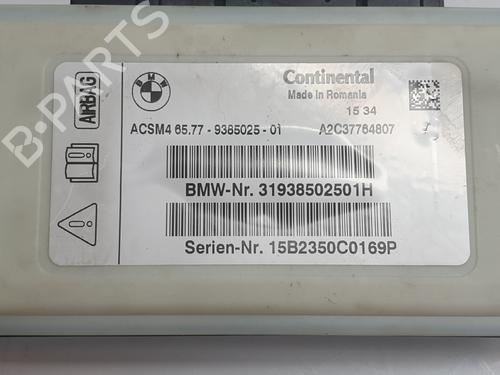 B-PARTS
AIRBAG
BMW
Continental
Made in Romania
15 34
ACSM4 65.77 - 9385025 - 01
A2C37764807
BMW-Nr. 31938502501H
Serien-Nr. 15B2350C0169P